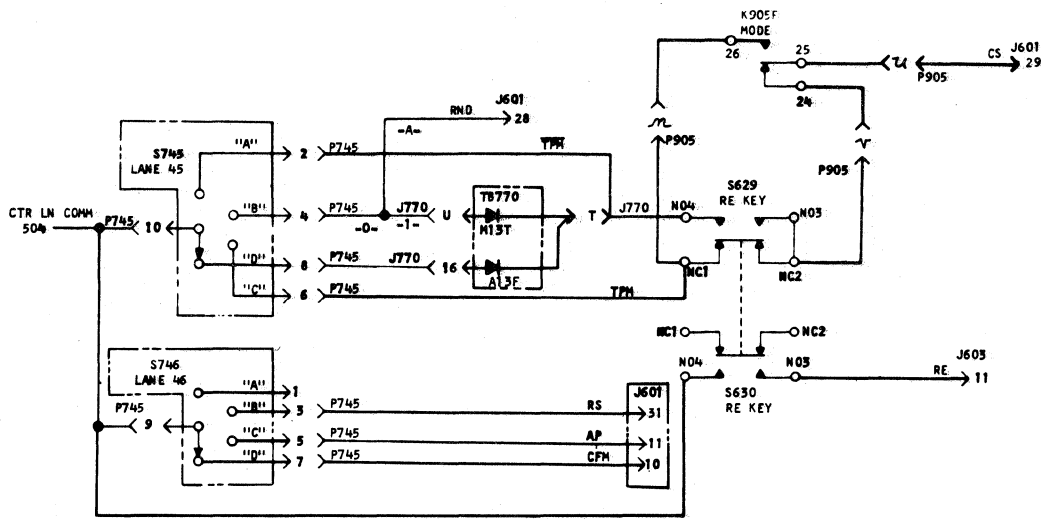 K905F
MODE
26
25
24
CS
J601
29
P905
P905
P905
RND
J601
28
-A-
"A"
2
P745
TPM
S745
LANE 45
CTR LN COMM
504
P745
10
"B"
4
P745
-0-
J770
-1-
U
TB770
M13T
T
J770
N04
S629
RE KEY
N03
"D"
8
P745
J770
16
A13F
NC1
NC2
"C"
6
P745
TPM
NC1
NC2
S746
LANE 46
"A"
1
P745
9
"B"
3
P745
RS
J601
31
"C"
5
P745
AP
11
"D"
7
P745
CFM
10
N04
N03
S630
RE KEY
RE
J603
11